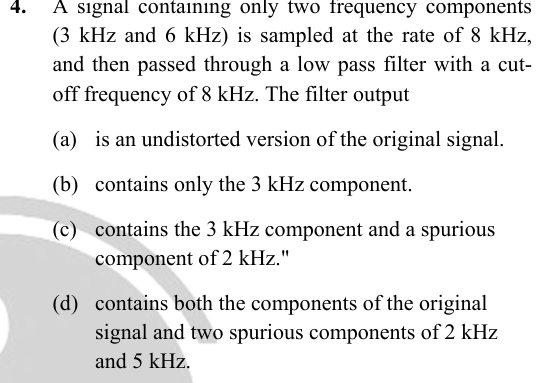 4. A signal containing only two frequency components
(3 kHz and 6 kHz) is sampled at the rate of 8 kHz,
and then passed through a low pass filter with a cut-
off frequency of 8 kHz. The filter output
(a) is an undistorted version of the original signal.
(b) contains only the 3 kHz component.
(c) contains the 3 kHz component and a spurious
component of 2 kHz."
(d) contains both the components of the original
signal and two spurious components of 2 kHz
and 5 kHz.